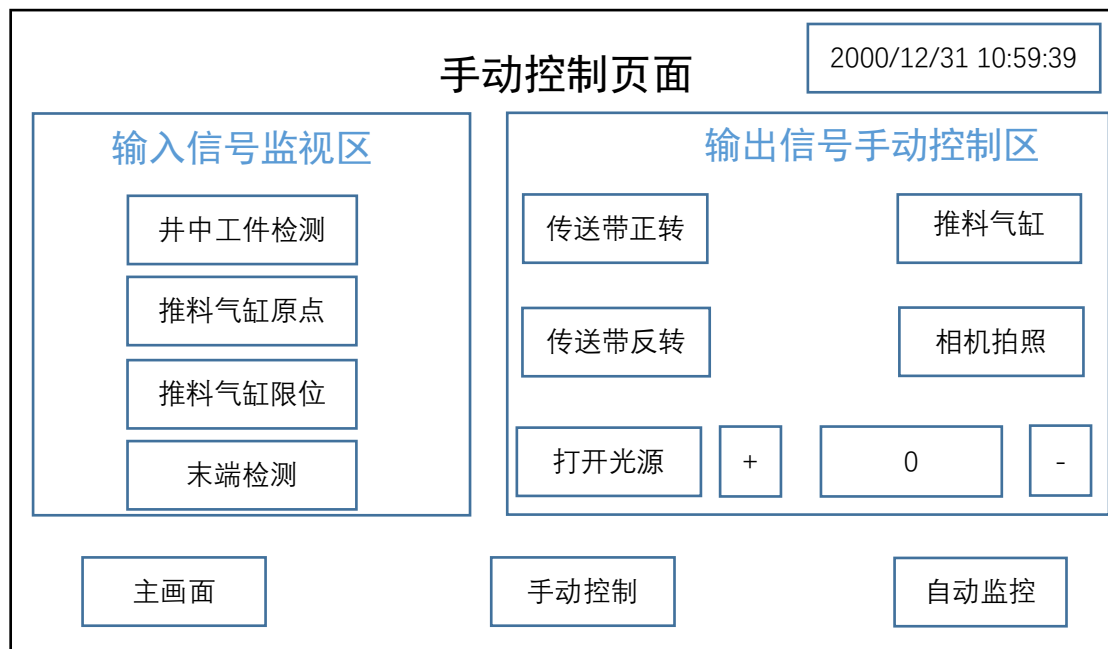 手动控制页面
2000/12/31 10:59:39
输入信号监视区
井中工件检测
推料气缸原点
推料气缸限位
末端检测
输出信号手动控制区
传送带正转
推料气缸
传送带反转
相机拍照
打开光源
+
0
-
主画面
手动控制
自动监控